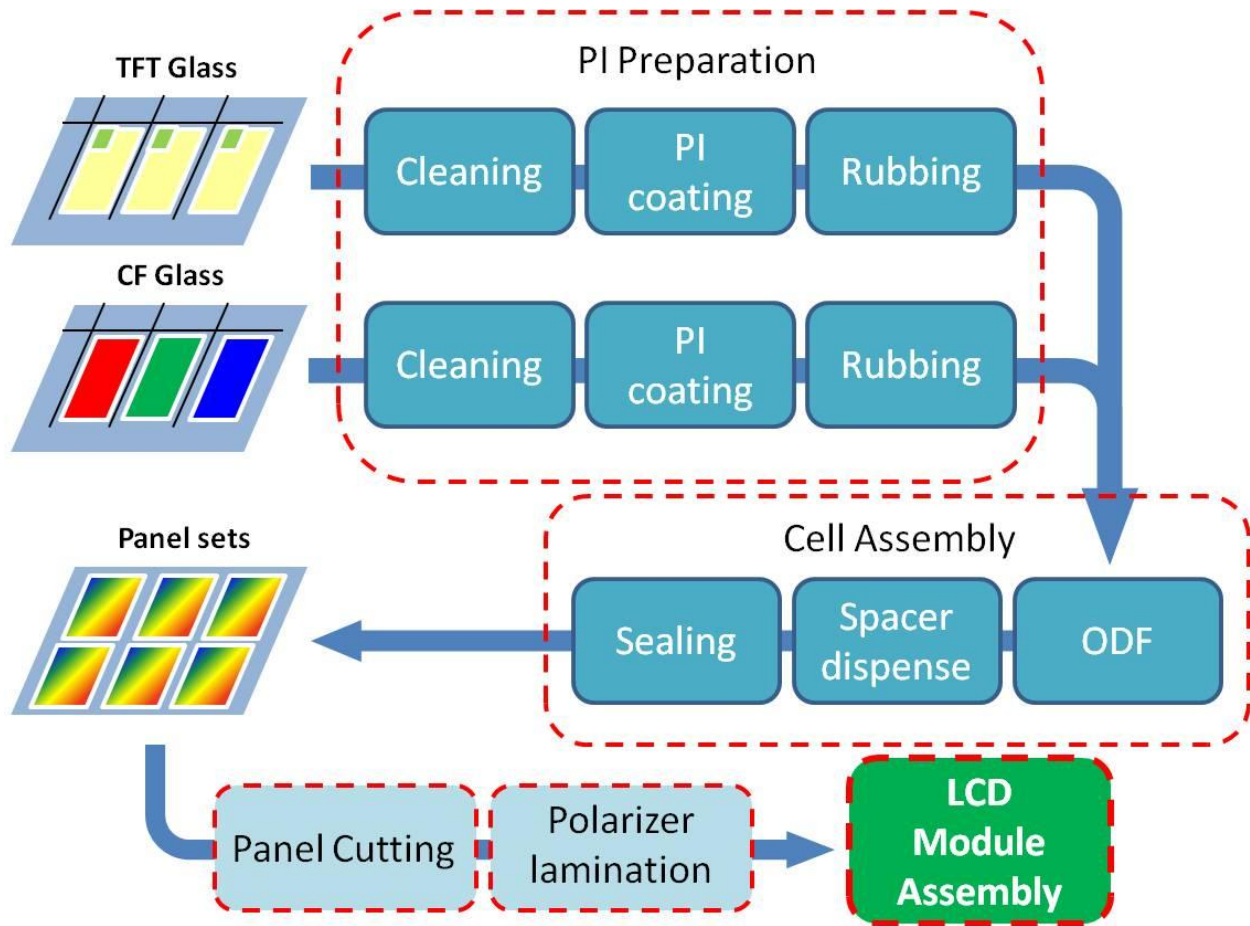 TFT Glass
PI Preparation
Cleaning
PI
coating
Rubbing
CF Glass
Cleaning
PI
coating
Rubbing
Panel sets
Cell Assembly
Sealing
Spacer
dispense
ODF
Panel Cutting
Polarizer
lamination
LCD
Module
Assembly